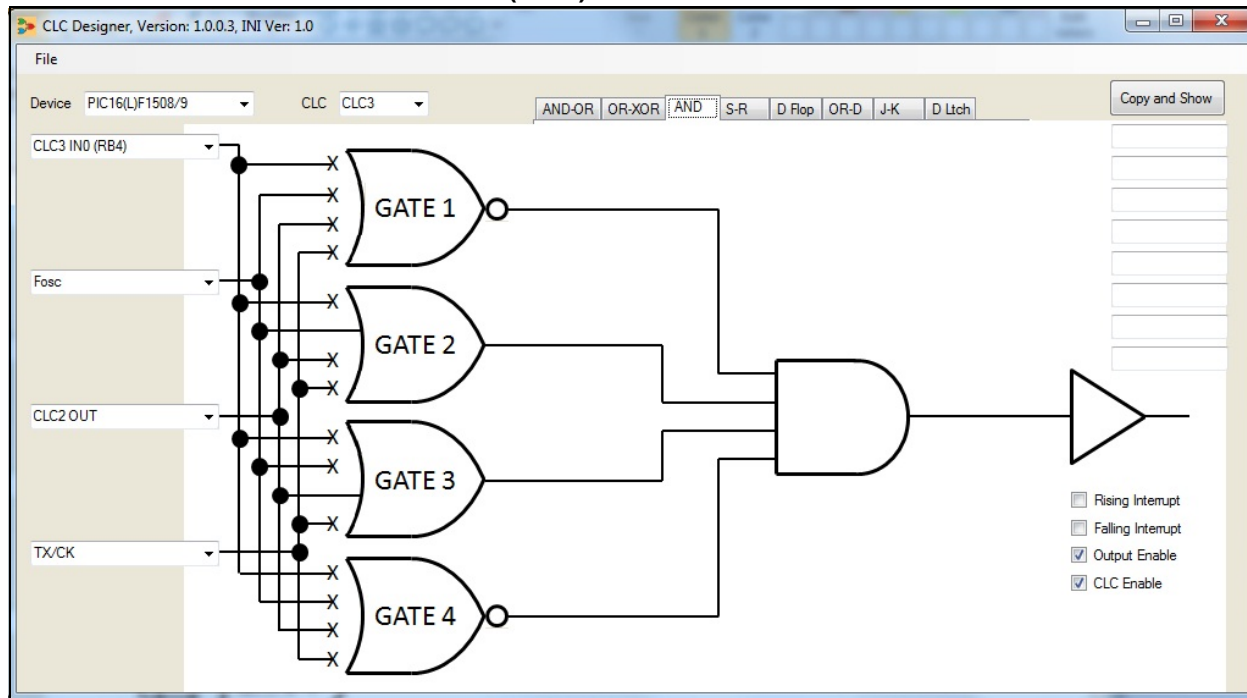 CLC Designer, Version: 1.0.0.3, INI Ver: 1.0
File
Device PIC16(L)F1508/9 CLC CLC3
AND-OR OR-XOR AND S-R D Flop OR-D J-K D Ltch
Copy and Show
CLC3 IN0 (RB4)
X
X
X
X
GATE 1
Fosc
X
X
X
GATE 2
CLC2 OUT
X
X
X
GATE 3
TX/CK
X
X
X
X
GATE 4
Rising Interrupt
Falling Interrupt
Output Enable
CLC Enable